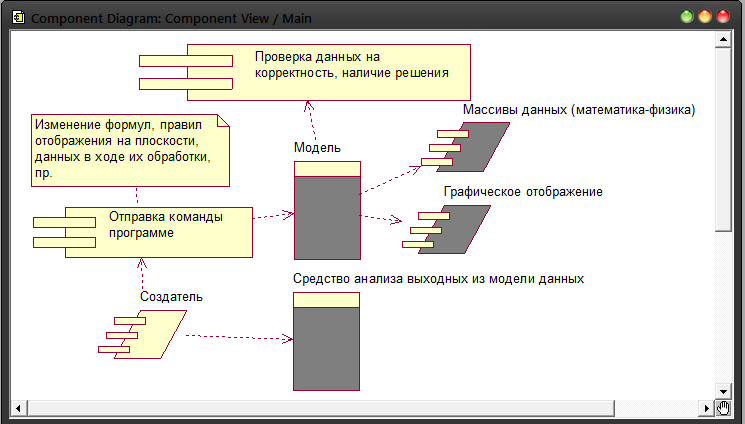 Component Diagram: Component View / Main
Проверка данных на
корректность, наличие решения
Массивы данных (математика-физика)
Изменение формул, правил
отображения на плоскости,
данных в ходе их обработки,
пр.
Модель
Графическое отображение
Отправка команды
программе
Средство анализа выходных из модели данных
Создатель